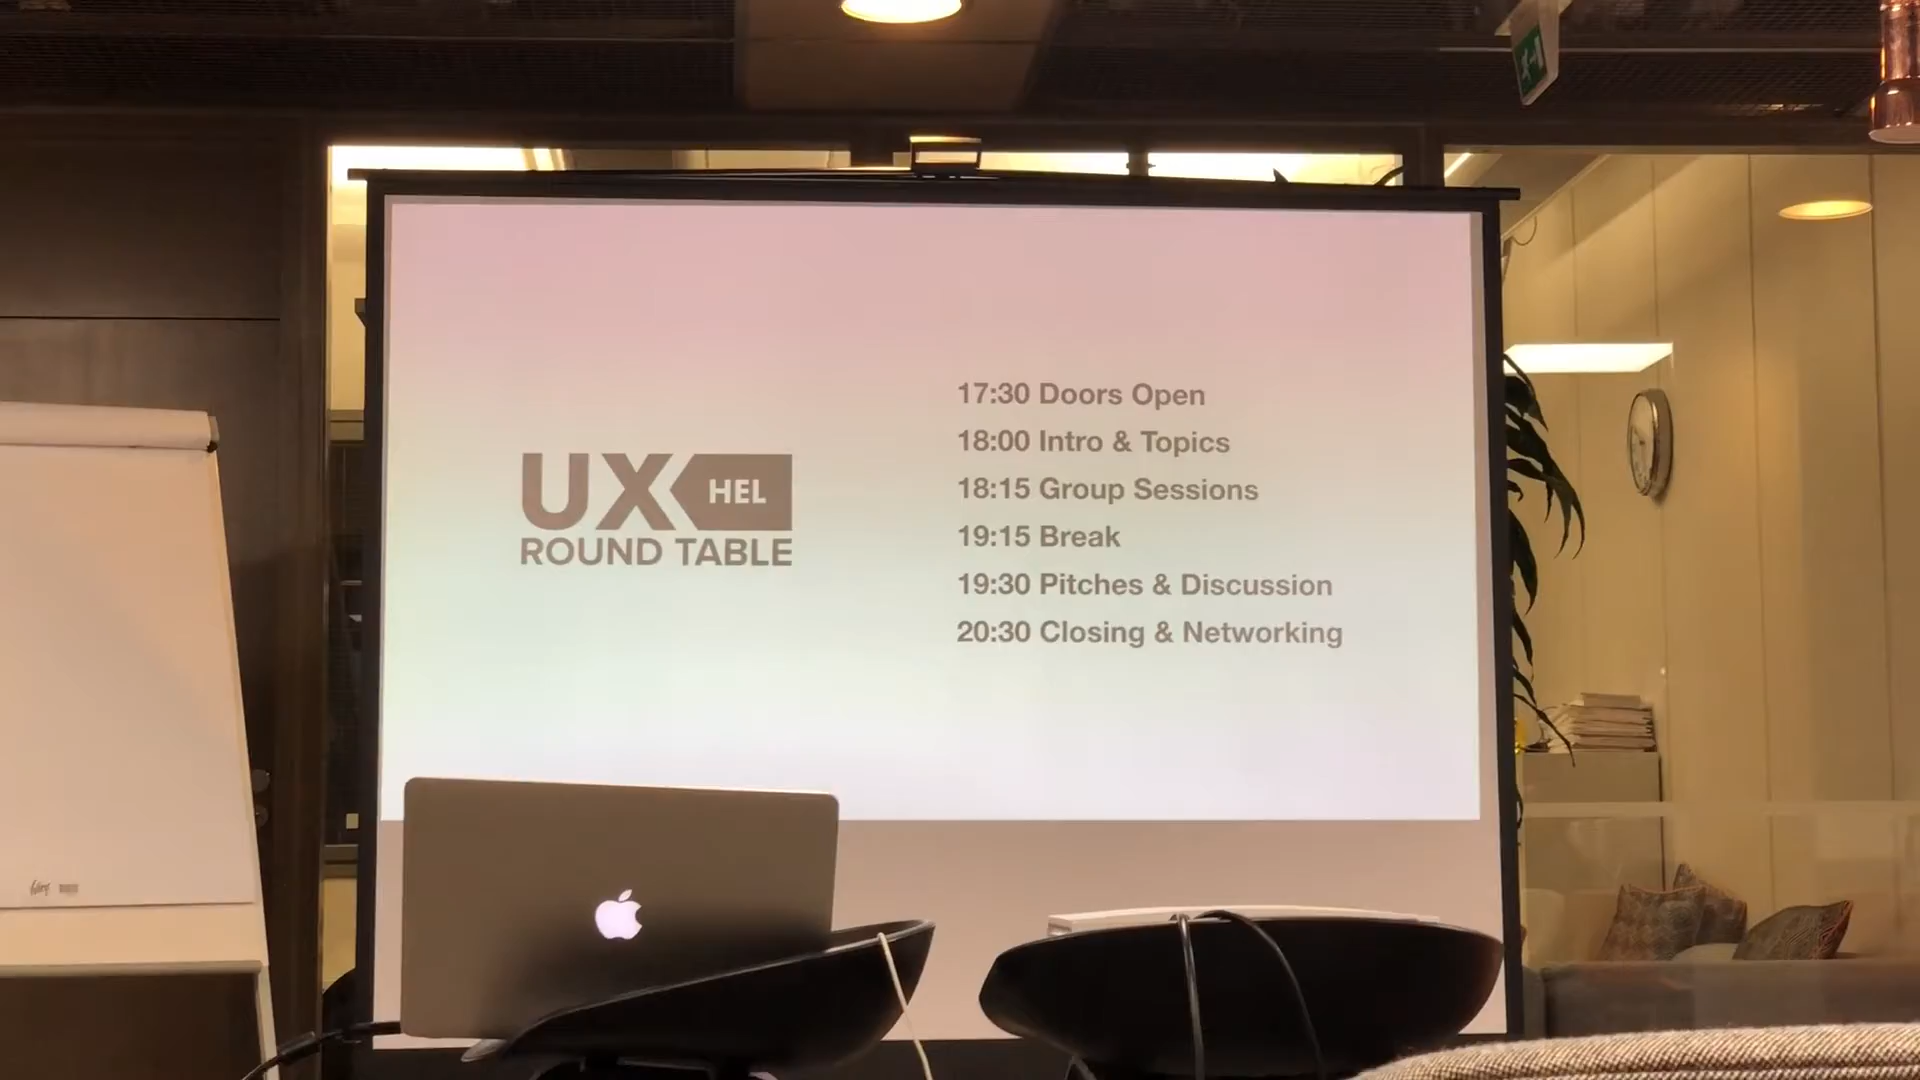 UX HEL
ROUND TABLE
17:30 Doors Open
18:00 Intro & Topics
18:15 Group Sessions
19:15 Break
19:30 Pitches & Discussion
20:30 Closing & Networking